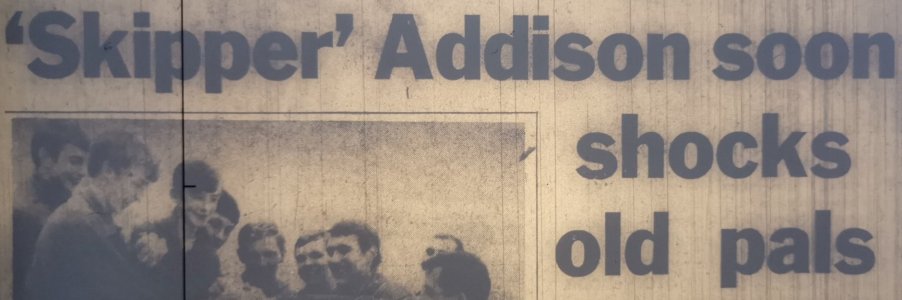 ‘Skipper’ Addison soon
shocks
old pals